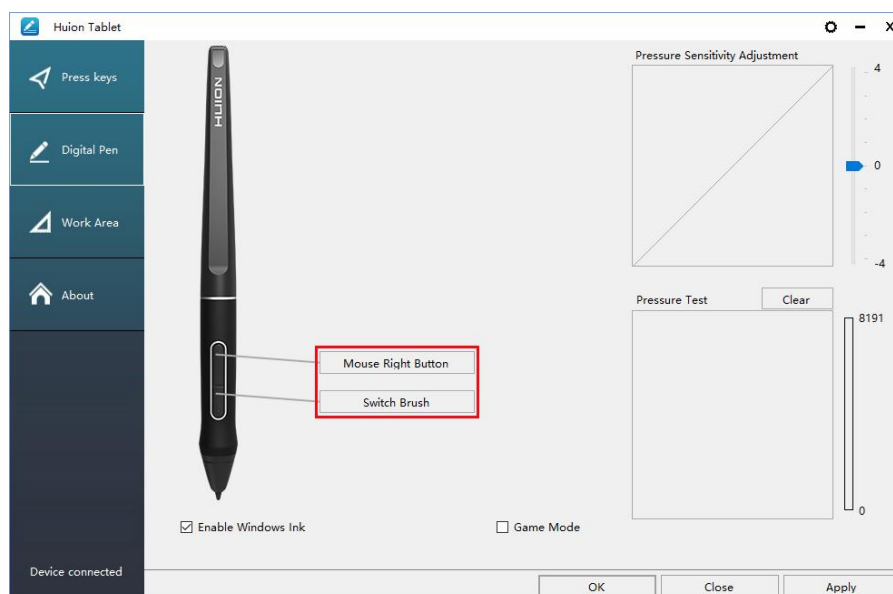 Huion Tablet
Press keys
Digital Pen
Work Area
About
Device connected
HUION
Mouse Right Button
Switch Brush
Enable Windows Ink
Game Mode
Pressure Sensitivity Adjustment
4
0
-4
Pressure Test
Clear
8191
0
OK
Close
Apply